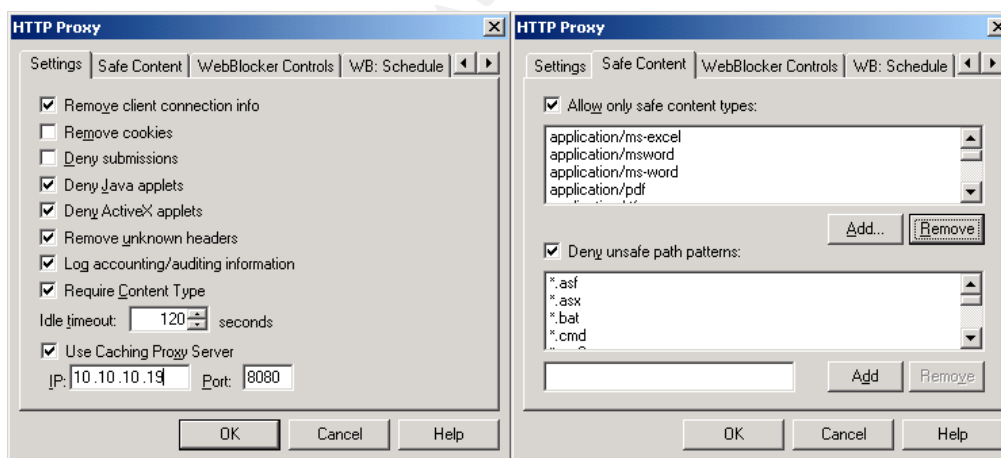 HTTP Proxy
Settings Safe Content WebBlocker Controls WB: Schedule
Remove client connection info
Remove cookies
Deny submissions
Deny Java applets
Deny ActiveX applets
Remove unknown headers
Log accounting/auditing information
Require Content Type
Idle timeout: 120 seconds
Use Caching Proxy Server
IP: 10 .10 .10 .19 Port: 8080
OK Cancel Help
HTTP Proxy
Settings Safe Content WebBlocker Controls WB: Schedule
Allow only safe content types:
application/ms-excel
application/msword
application/ms-word
application/pdf
Add... Remove
Deny unsafe path patterns:
*.asf
*.asx
*.bat
*.cmd
Add Remove
OK Cancel Help